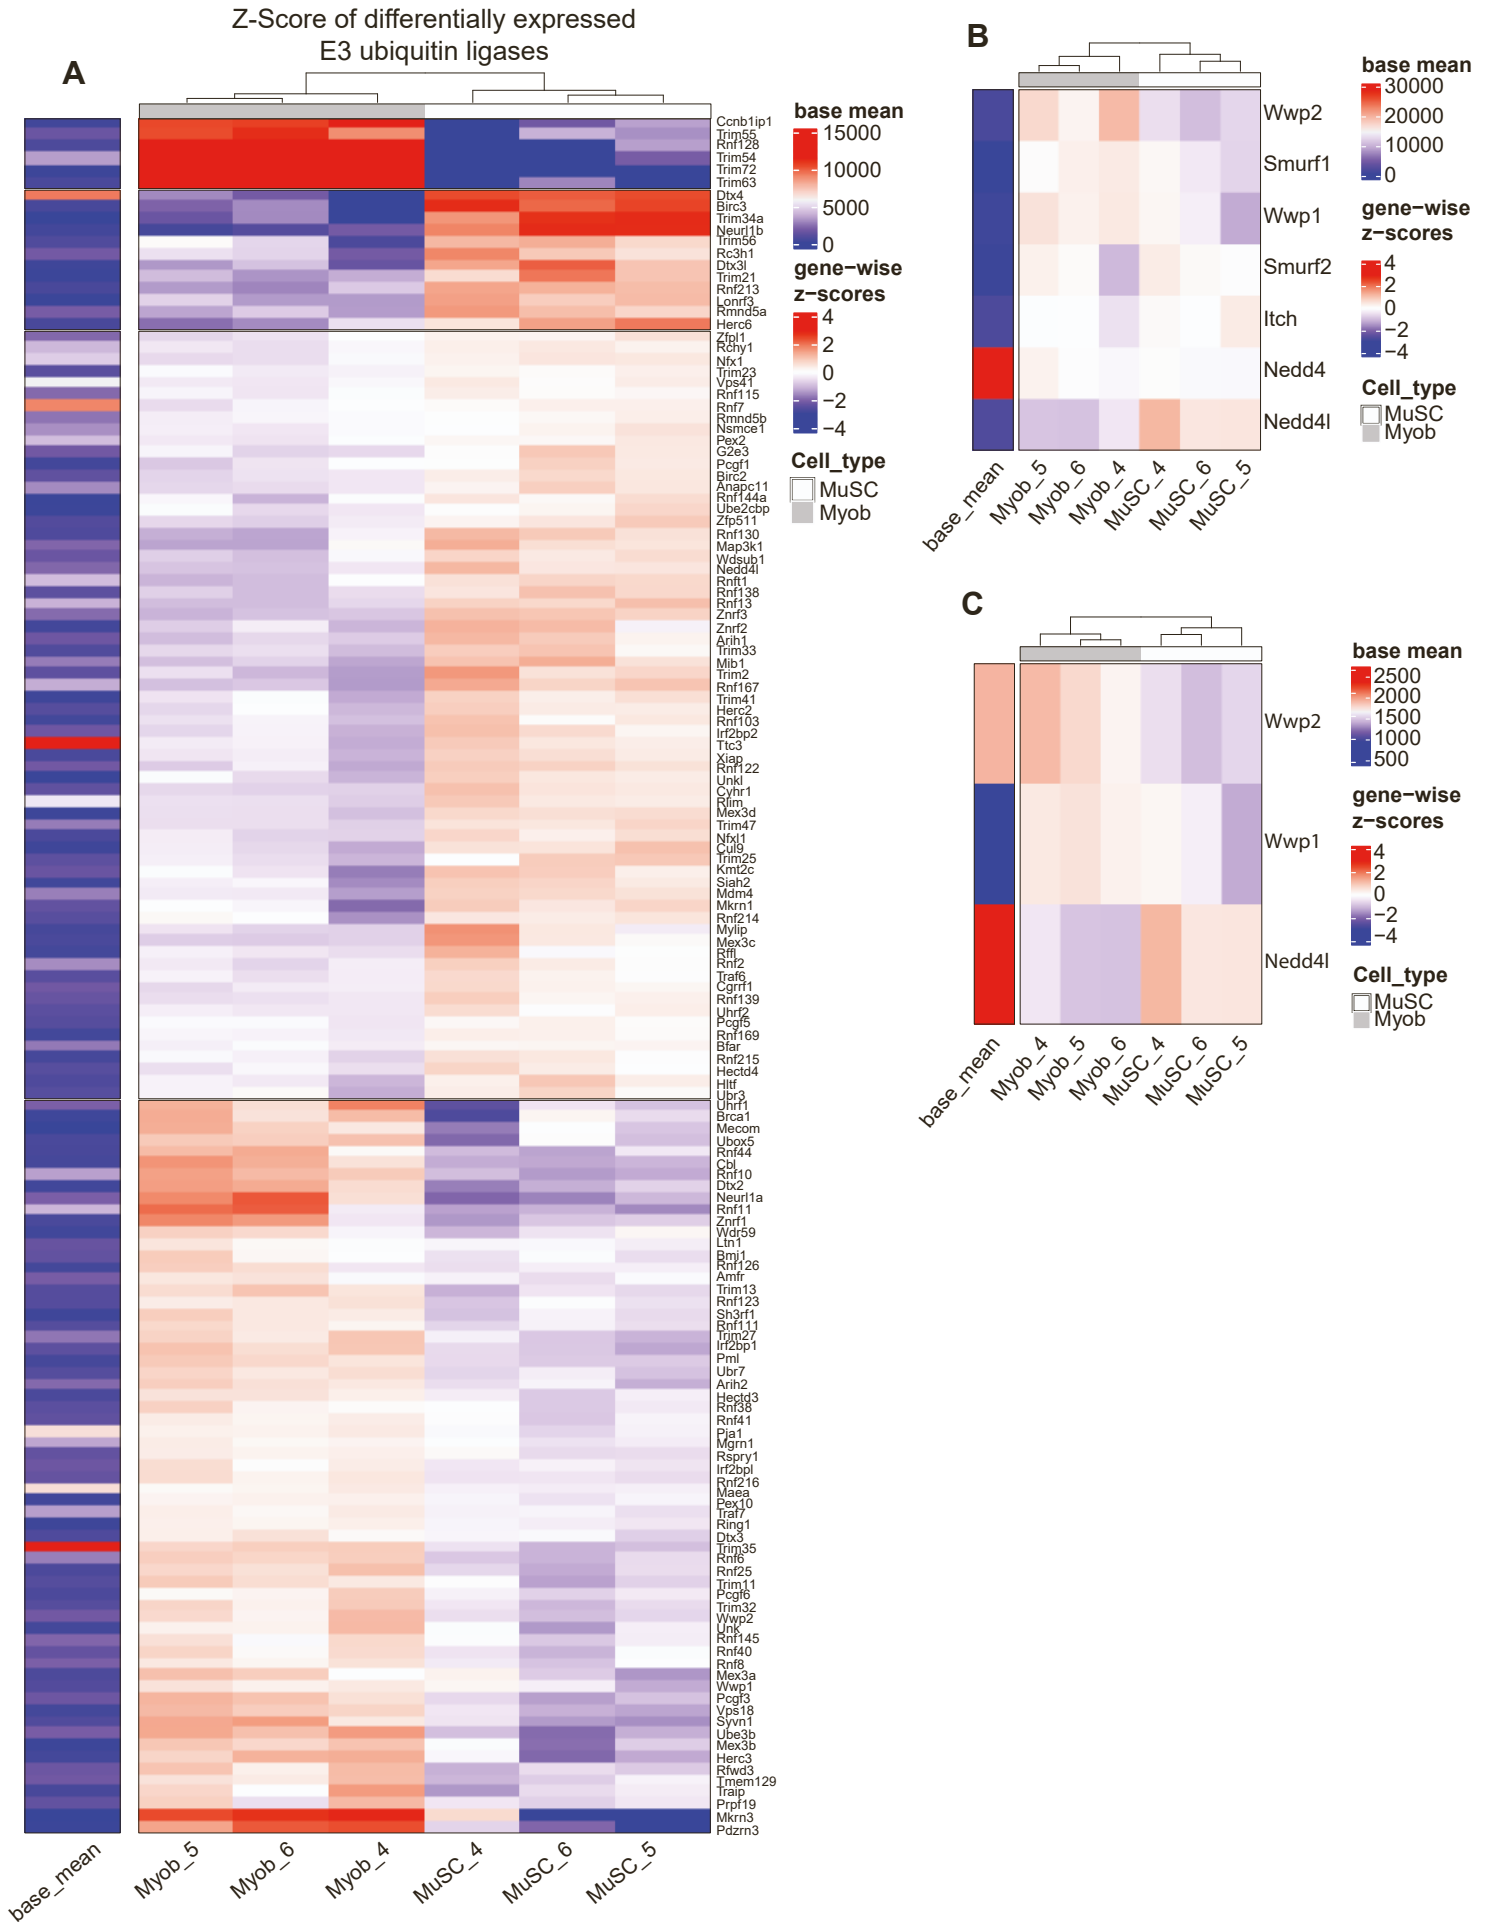 Z-Score of differentially expressed
E3 ubiquitin ligases
A
Ccnb1ip1
Trim55
Rnf128
Trim54
Trim72
Trim63
Dtx4
Birc3
Trim34a
Neurl1b
Trim56
Rc3h1
Dtx3l
Trim21
Rnf213
Lonrf3
Rmnd5a
Herc6
Zfpl1
Rchy1
Nfx1
Trim23
Vps41
Rnf115
Rnf7
Rmnd5b
Nsmce1
Pex2
G2e3
Pcgf1
Birc2
Anapc11
Rnf144a
Ube2cbp
Zfp511
Rnf130
Map3k1
Wdsub1
Nedd4l
Rnft1
Rnf138
Rnf13
Znrf3
Znrf2
Arih1
Trim33
Mib1
Trim2
Rnf167
Trim41
Herc2
Rnf103
Irf2bp2
Ttc3
Xiap
Rnf122
Unkl
Cyhr1
Rlim
Mex3d
Trim47
Nfxl1
Cul9
Trim25
Kmt2c
Siah2
Mdm4
Mkrn1
Rnf214
Mylip
Mex3c
Rffl
Rnf2
Traf6
Cgrrf1
Rnf139
Uhrf2
Pcgf5
Rnf169
Bfar
Rnf215
Hectd4
Hltf
Ubr3
Uhrf1
Brca1
Mecom
Ubox5
Rnf44
Cbl
Rnf10
Dtx2
Neurl1a
Rnf11
Znrf1
Wdr59
Ltn1
Bmi1
Rnf126
Amfr
Trim13
Rnf123
Sh3rf1
Rnf111
Trim27
Irf2bp1
Pml
Ubr7
Arih2
Hectd3
Rnf38
Rnf41
Pja1
Mgrn1
Rspry1
Irf2bpl
Rnf216
Maea
Pex10
Traf7
Ring1
Dtx3
Trim35
Rnf6
Rnf25
Trim11
Pcgf6
Trim32
Wwp2
Unk
Rnf145
Rnf40
Rnf8
Mex3a
Wwp1
Pcgf3
Vps18
Syvn1
Ube3b
Mex3b
Herc3
Rfwd3
Tmem129
Traip
Prpf19
Mkrn3
Pdzrn3
base_mean
Myob_5
Myob_6
Myob_4
MuSC_4
MuSC_6
MuSC_5
base mean
15000
10000
5000
0
gene−wise
z−scores
4
2
0
−2
−4
Cell_type
MuSC
Myob
B
Wwp2
Smurf1
Wwp1
Smurf2
Itch
Nedd4
Nedd4l
base_mean
Myob_5
Myob_6
Myob_4
MuSC_4
MuSC_6
MuSC_5
base mean
30000
20000
10000
0
gene−wise
z−scores
4
2
0
−2
−4
Cell_type
MuSC
Myob
C
Wwp2
Wwp1
Nedd4l
base_mean
Myob_4
Myob_5
Myob_6
MuSC_4
MuSC_6
MuSC_5
base mean
2500
2000
1500
1000
500
gene−wise
z−scores
4
2
0
−2
−4
Cell_type
MuSC
Myob